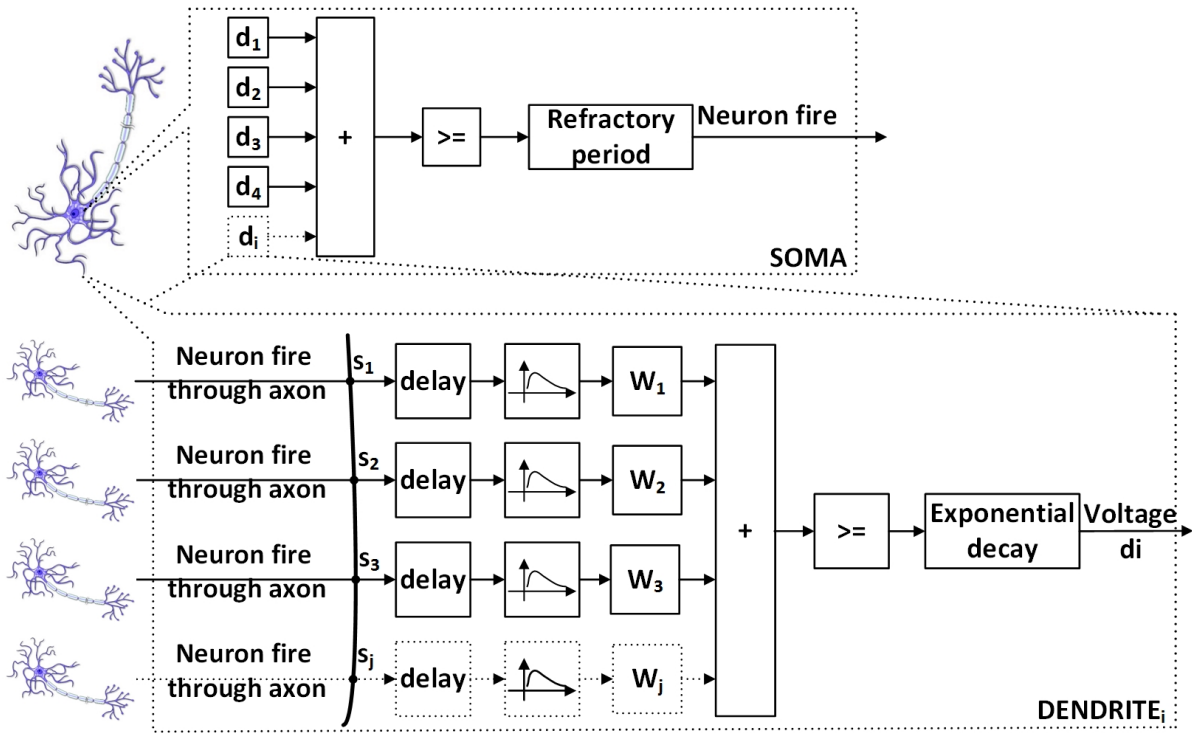 d1
d2
d3
d4
di
+
>=
Refractory
period
Neuron fire
SOMA
Neuron fire
through axon
s1
delay
W1
Neuron fire
through axon
s2
delay
W2
Neuron fire
through axon
s3
delay
W3
Neuron fire
through axon
sj
delay
Wj
+
>=
Exponential
decay
Voltage
di
DENDRITEi